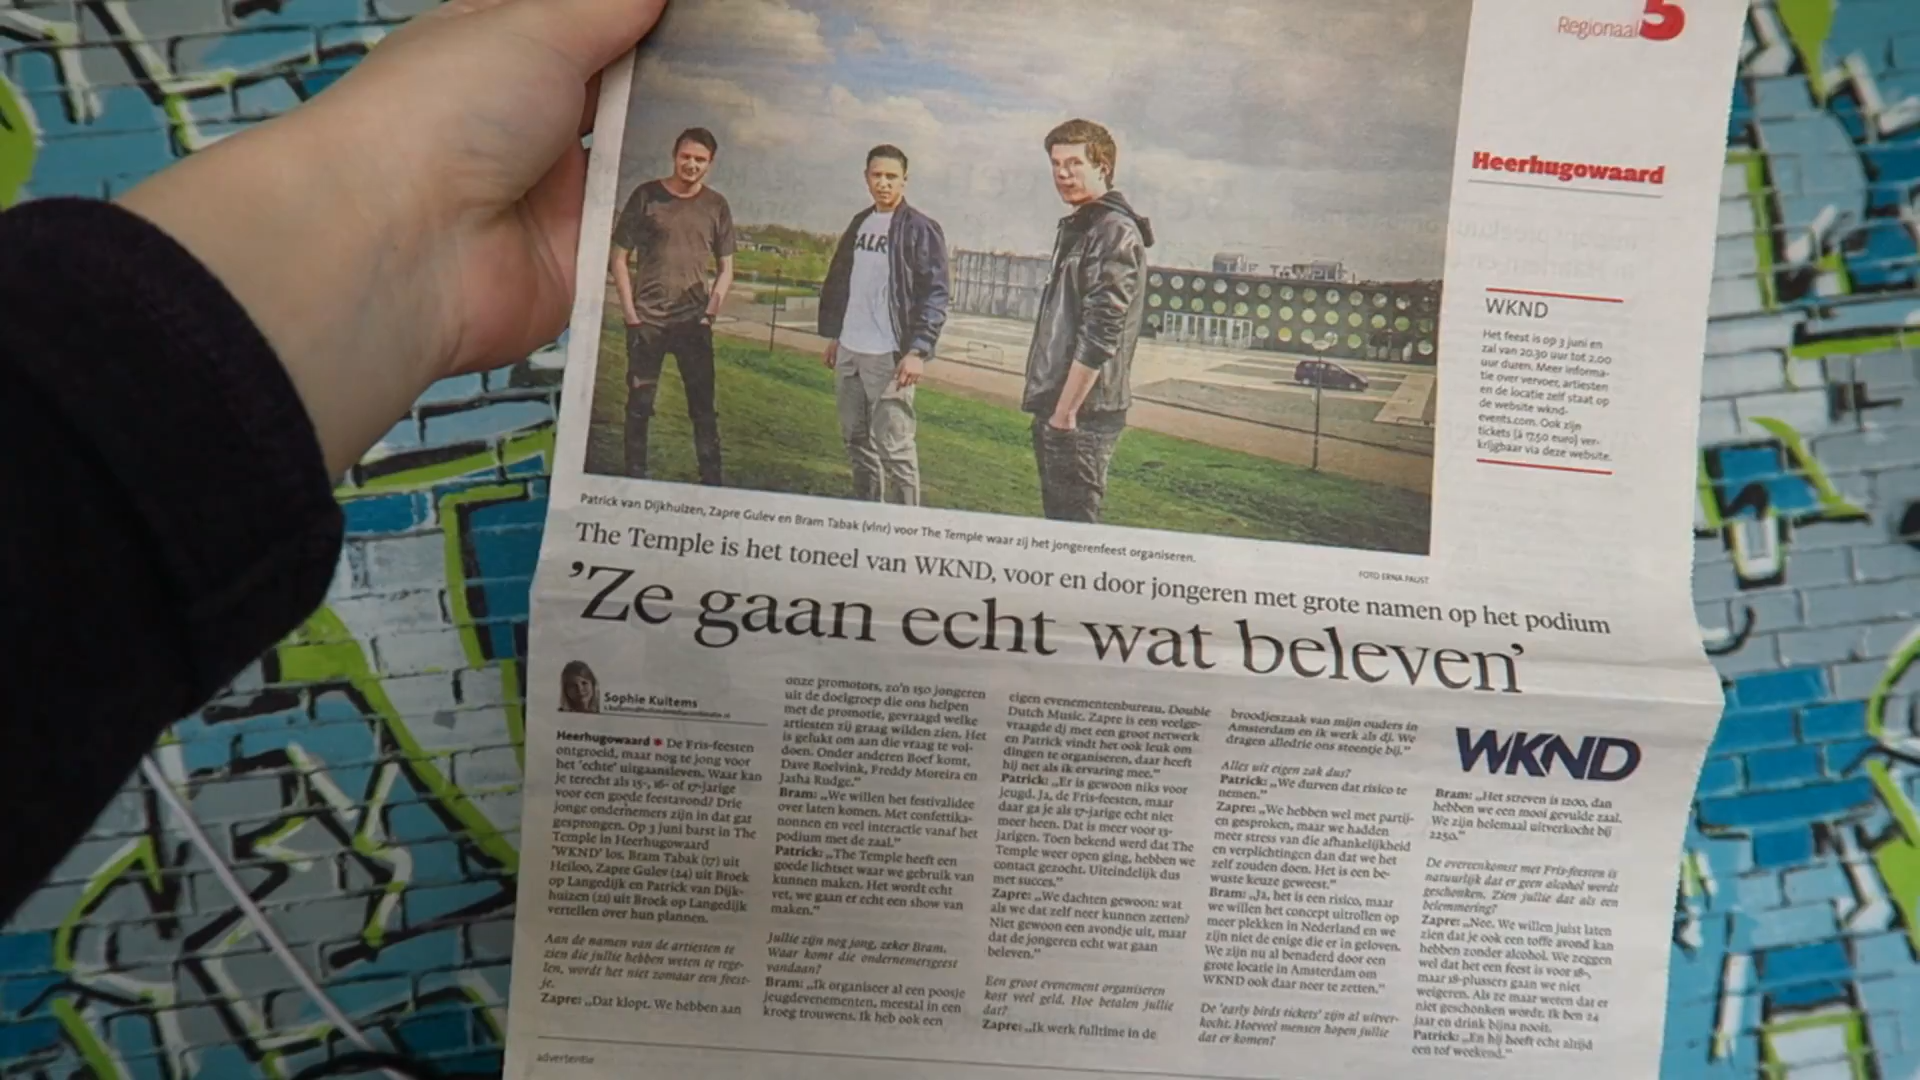 Regionaal 5
Heerhugowaard
WKND
Het feest is op 3 juni en
zal van 20.30 uur tot 2.00
uur duren. Meer informa-
tie over vervoer, artiesten
en de locatie zelf staat op
de website wknd-
events.com. Ook zijn
tickets (à 17,50 euro) ver-
krijgbaar via deze website.
THE TEMPLE
BALR
Patrick van Dijkhuizen, Zapre Gulev en Bram Tabak (vlnr) voor The Temple waar zij het jongerenfeest organiseren.
FOTO ERNA FAUST
The Temple is het toneel van WKND, voor en door jongeren met grote namen op het podium
’Ze gaan echt wat beleven’
Sophie Kuitems
Heerhugowaard * De Fris-feesten
ontgroeid, maar nog te jong voor
het ’echte’ uitgaansleven. Waar kan
je terecht als 15-, 16- of 17-jarige
voor een goede feestavond? Drie
jonge ondernemers zijn in dat gat
gesprongen. Op 3 juni barst in The
Temple in Heerhugowaard
’WKND’ los. Bram Tabak (17) uit
Heiloo, Zapre Gulev (24) uit Broek
op Langedijk en Patrick van Dijk-
huizen (21) uit Broek op Langedijk
vertellen over hun plannen.
Aan de namen van de artiesten te
zien die jullie hebben weten te rege-
len, wordt het niet zomaar een feest-
je.
Zapre: „Dat klopt. We hebben aan
onze promotors, zo’n 150 jongeren
uit de doelgroep die ons helpen
met de promotie, gevraagd welke
artiesten zij graag wilden zien. Het
is gelukt om aan die vraag te vol-
doen. Onder anderen Boef komt,
Dave Roelvink, Freddy Moreira en
Jasha Rudge.”
Bram: „We willen het festivalidee
over laten komen. Met confettika-
nonnen en veel interactie vanaf het
podium met de zaal.”
Patrick: „The Temple heeft een
goede lichtset waar we gebruik van
kunnen maken. Het wordt echt
vet, we gaan er echt een show van
maken.”
Jullie zijn nog jong, zeker Bram.
Waar komt die ondernemersgeest
vandaan?
Bram: „Ik organiseer al een poosje
jeugdevenementen, meestal in een
kroeg trouwens. Ik heb ook een
eigen evenementenbureau, Double
Dutch Music. Zapre is een veelge-
vraagde dj met een groot netwerk
en Patrick vindt het ook leuk om
dingen te organiseren, daar heeft
hij net als ik ervaring mee.”
Patrick: „Er is gewoon niks voor
jeugd. Ja, de Fris-feesten, maar
daar ga je als 17-jarige echt niet
meer heen. Dat is meer voor 13-
jarigen. Toen bekend werd dat The
Temple weer open ging, hebben we
contact gezocht. Uiteindelijk dus
met succes.”
Zapre: „We dachten gewoon: wat
als we dat zelf neer kunnen zetten?
Niet gewoon een avondje uit, maar
dat de jongeren echt wat gaan
beleven.”
Een groot evenement organiseren
kost veel geld. Hoe betalen jullie
dat?
Zapre: „Ik werk fulltime in de
broodjeszaak van mijn ouders in
Amsterdam en ik werk als dj. We
dragen alledrie ons steentje bij.”
Alles uit eigen zak dus?
Patrick: „We durven dat risico te
nemen.”
Zapre: „We hebben wel met partij-
en gesproken, maar we hadden
meer stress van die afhankelijkheid
en verplichtingen dan dat we het
zelf zouden doen. Het is een be-
wuste keuze geweest.”
Bram: „Ja, het is een risico, maar
we willen het concept uitrollen op
meer plekken in Nederland en we
zijn niet de enige die er in geloven.
We zijn nu al benaderd door een
grote locatie in Amsterdam om
WKND ook daar neer te zetten.”
De ’early birds tickets’ zijn al uitver-
kocht. Hoeveel mensen hopen jullie
dat er komen?
WKND
Bram: „Het streven is 1200, dan
hebben we een mooi gevulde zaal.
We zijn helemaal uitverkocht bij
2250.”
De overeenkomst met Fris-feesten is
natuurlijk dat er geen alcohol wordt
geschonken. Zien jullie dat als een
belemmering?
Zapre: „Nee. We willen juist laten
zien dat je ook een toffe avond kan
hebben zonder alcohol. We zeggen
wel dat het een feest is voor 18-,
maar 18-plussers gaan we niet
weigeren. Als ze maar weten dat er
niet geschonken wordt. Ik ben 24
jaar en drink bijna nooit.
Patrick: „En hij heeft echt altijd
een tof weekend.”
advertentie